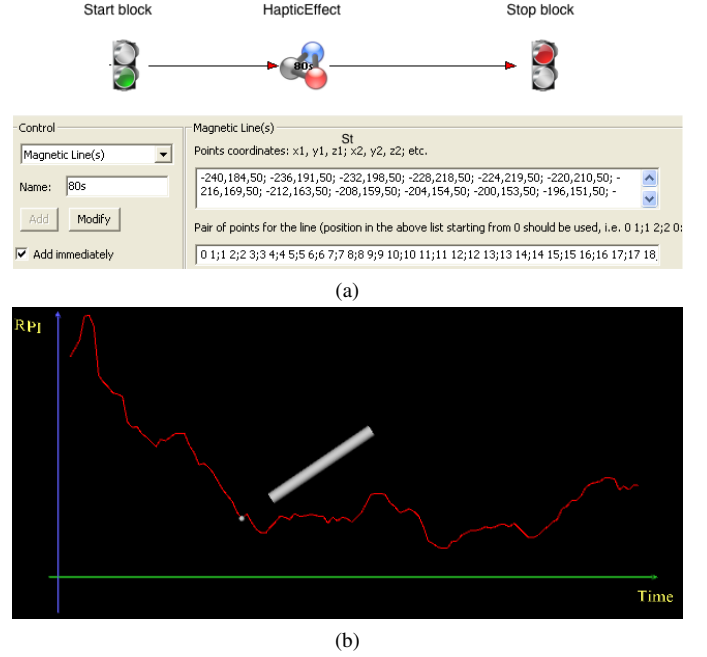 Start block HapticEffect Stop block
80s
Control
Magnetic Line(s)
St
Magnetic Line(s)
Points coordinates: x1, y1, z1; x2, y2, z2; etc.
-240,184,50; -236,191,50; -232,198,50; -228,218,50; -224,219,50; -220,210,50; -
216,169,50; -212,163,50; -208,159,50; -204,154,50; -200,153,50; -196,151,50; -
Name: 80s
Add Modify
Pair of points for the line (position in the above list starting from 0 should be used, i.e. 0 1;1 2;2 0:
Add immediately
0 1;1 2;2 3;3 4;4 5;5 6;6 7;7 8;8 9;9 10;10 11;11 12;12 13;13 14;14 15;15 16;16 17;17 18
(a)
RPI
Time
(b)